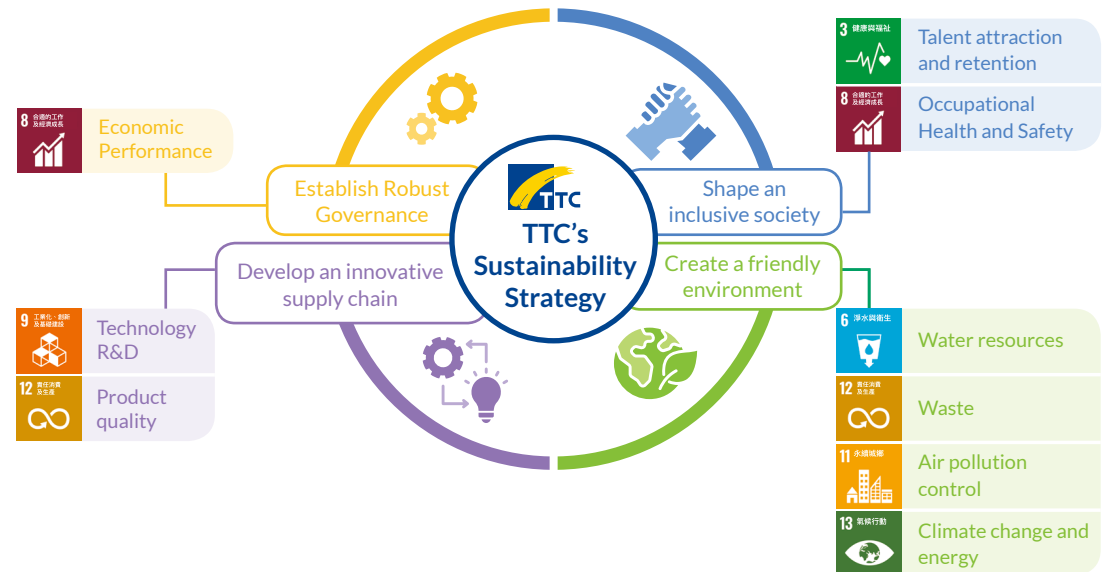 8 合適的工作
及經濟成長
Economic
Performance
Establish Robust
Governance
Develop an innovative
supply chain
9 工業化、創新
及基礎建設
Technology
R&D
12 責任消費
及生產
Product
quality
TTC
TTC's
Sustainability
Strategy
3 健康與福祉
Talent attraction
and retention
8 合適的工作
及經濟成長
Occupational
Health and Safety
Shape an
inclusive society
Create a friendly
environment
6 淨水與衛生
Water resources
12 責任消費
及生產
Waste
11 永續城鄉
Air pollution
control
13 氣候行動
Climate change and
energy